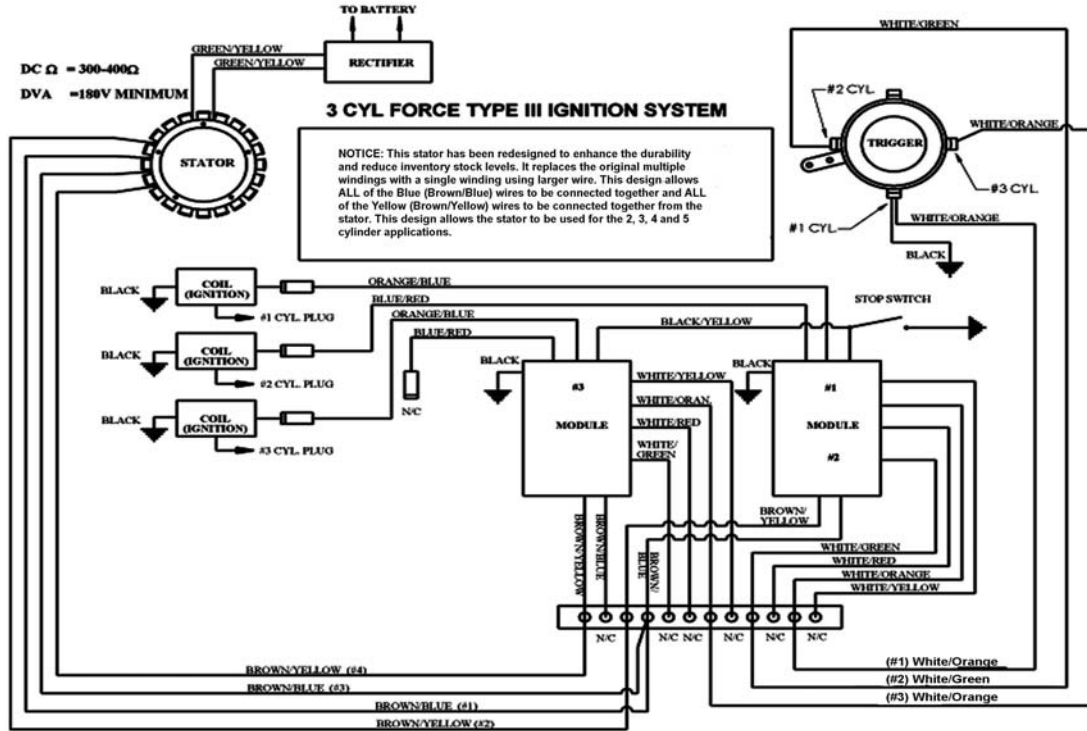 TO BATTERY
WHITE/GREEN
GREEN/YELLOW
GREEN/YELLOW
RECTIFIER
DC Ω = 300-400Ω
DVA =180V MINIMUM
3 CYL FORCE TYPE III IGNITION SYSTEM
#2 CYL.
WHITE/ORANGE
STATOR
TRIGGER
NOTICE: This stator has been redesigned to enhance the durability
and reduce inventory stock levels. It replaces the original multiple
windings with a single winding using larger wire. This design allows
ALL of the Blue (Brown/Blue) wires to be connected together and ALL
of the Yellow (Brown/Yellow) wires to be connected together from the
stator. This design allows the stator to be used for the 2, 3, 4 and 5
cylinder applications.
#3 CYL.
WHITE/ORANGE
#1 CYL.
BLACK
BLACK
COIL
(IGNITION)
ORANGE/BLUE
#1 CYL. PLUG
BLUE/RED
ORANGE/BLUE
STOP SWITCH
BLACK/YELLOW
BLUE/RED
BLACK
COIL
(IGNITION)
#2 CYL. PLUG
N/C
BLACK
COIL
(IGNITION)
#3 CYL. PLUG
BLACK
#3
MODULE
WHITE/YELLOW
WHITE/ORAN.
WHITE/RED
WHITE/
GREEN
BLACK
#1
MODULE
#2
BROWN/YELLOW
BROWN/BLUE
BROWN/
BLUE
BROWN/
YELLOW
WHITE/GREEN
WHITE/RED
WHITE/ORANGE
WHITE/YELLOW
N/C
N/C
N/C
N/C
N/C
N/C
BROWN/YELLOW (#4)
BROWN/BLUE (#3)
BROWN/BLUE (#1)
BROWN/YELLOW (#2)
(#1) White/Orange
(#2) White/Green
(#3) White/Orange